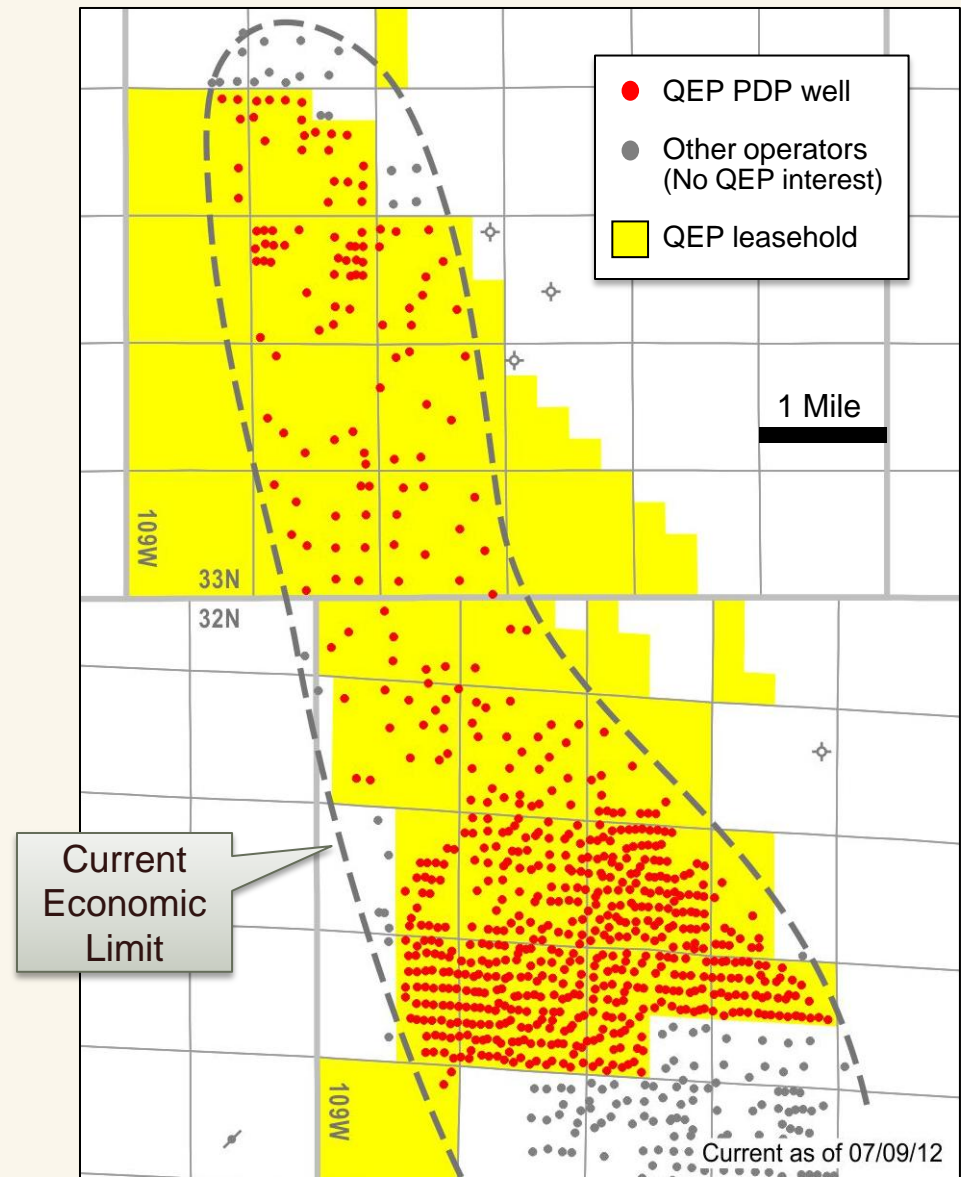 QEP PDP well
Other operators
(No QEP interest)
QEP leasehold
1 Mile
109W
33N
32N
Current
Economic
Limit
109W
Current as of 07/09/12